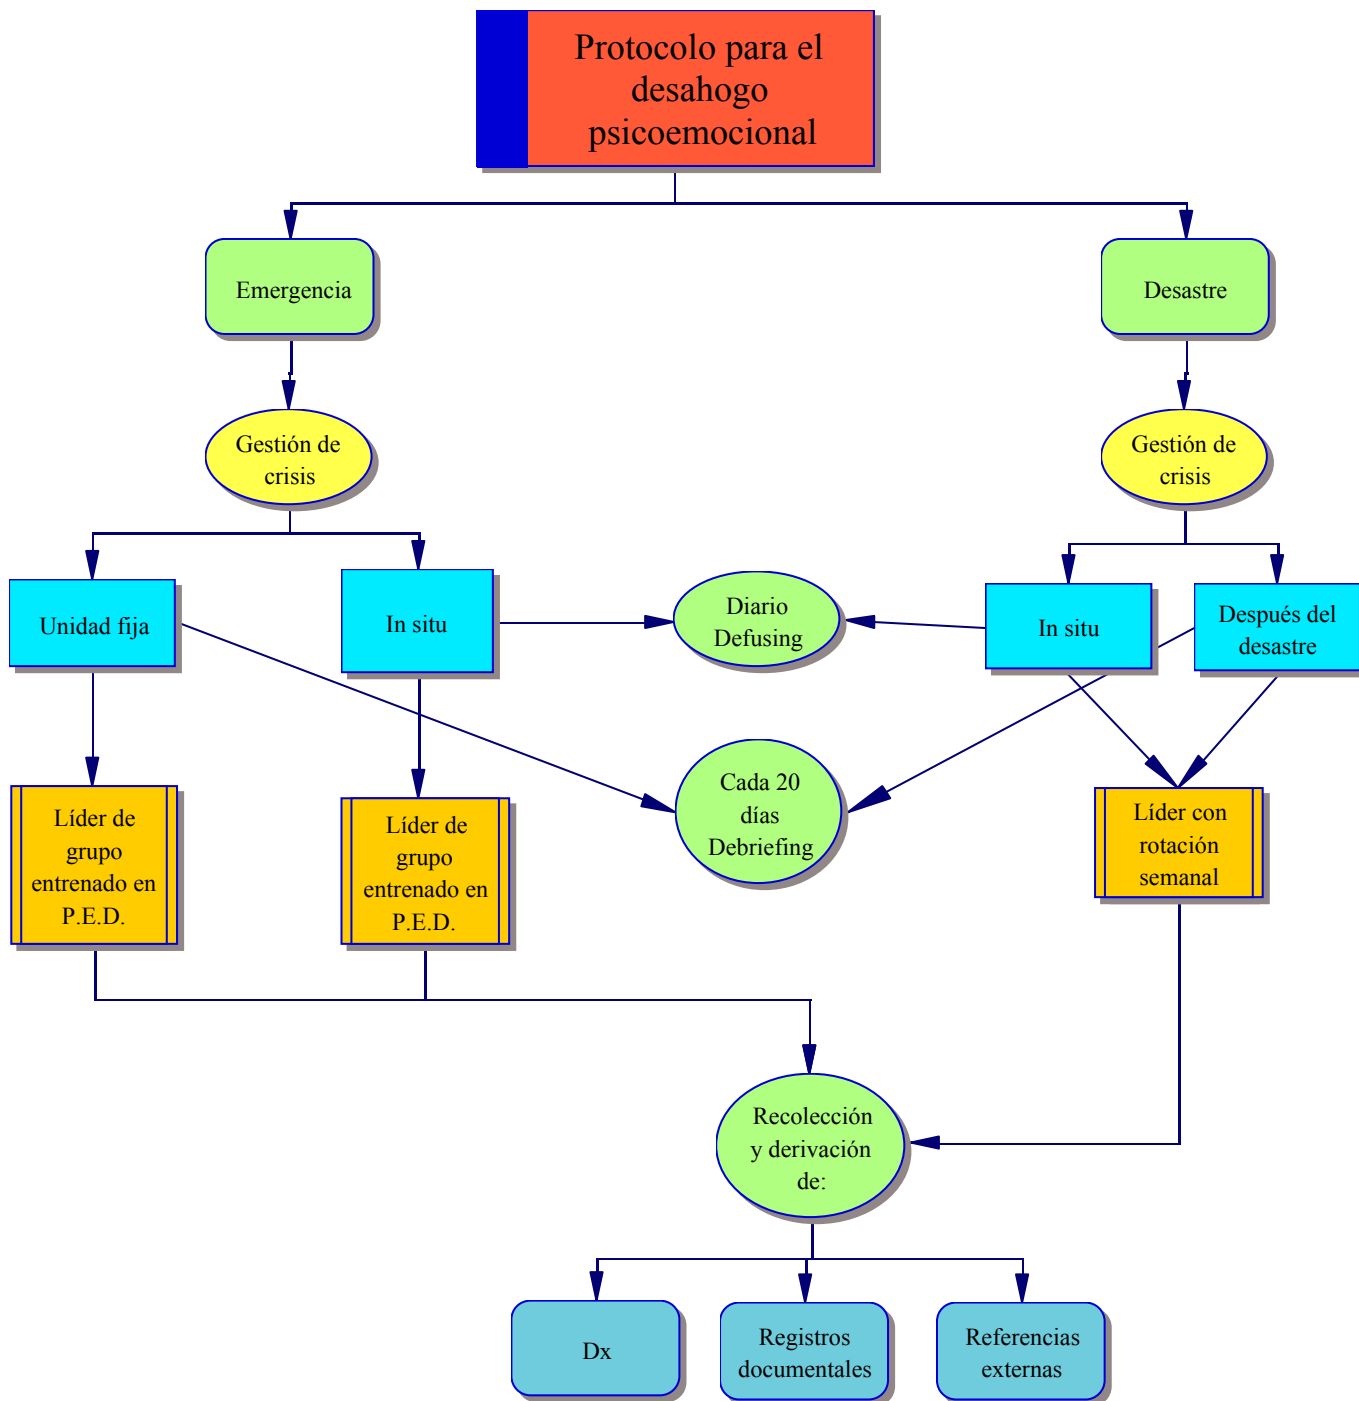 Protocolo para el
desahogo
psicoemocional
Emergencia
Desastre
Gestión de
crisis
Gestión de
crisis
Unidad fija
In situ
Diario
Defusing
In situ
Después del
desastre
Cada 20
días
Debriefing
Líder de
grupo
entrenado en
P.E.D.
Líder de
grupo
entrenado en
P.E.D.
Líder con
rotación
semanal
Recolección
y derivación
de:
Dx
Registros
documentales
Referencias
externas